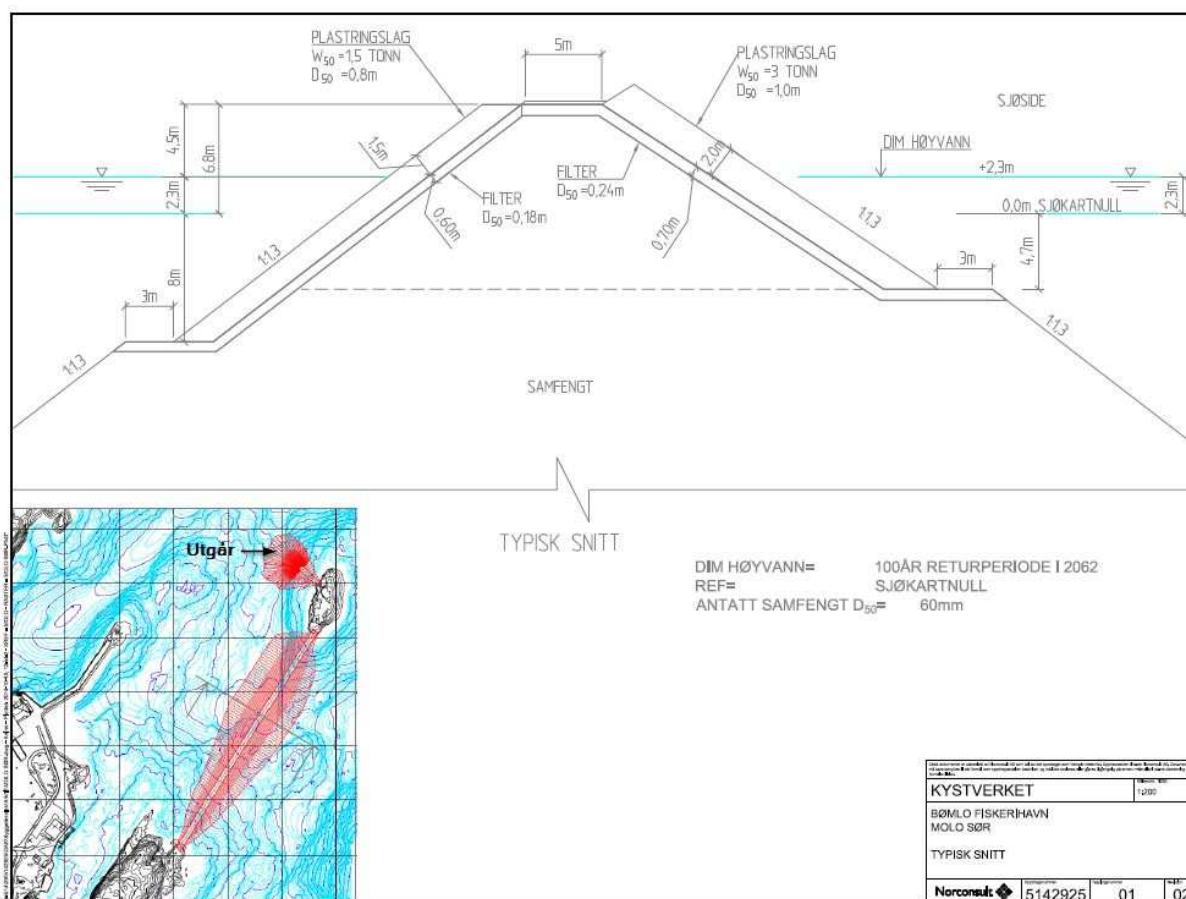 PLASTRINGSLAG
W50 =1,5 TONN
D50 =0,8m
5m
PLASTRINGSLAG
W50 =3 TONN
D50 =1,0m
SJØSIDE
4,5m
6.8m
1,5m
2,0m
DIM HØYVANN
+2,3m
2,3m
FILTER
D50=0,18m
FILTER
D50=0,24m
0,0m SJØKARTNULL
2,3m
0,60m
0,70m
1:1,3
1:1,3
4,7m
8m
3m
3m
1:1,3
1:1,3
SAMFENGT
TYPISK SNITT
Utgår
DIM HØYVANN= 100ÅR RETURPERIODE I 2062
REF= SJØKARTNULL
ANTATT SAMFENGT D50= 60mm
KYSTVERKET
1:200
BØMLO FISKERIHAVN
MOLO SØR
TYPISK SNITT
Norconsult 5142925 01 02